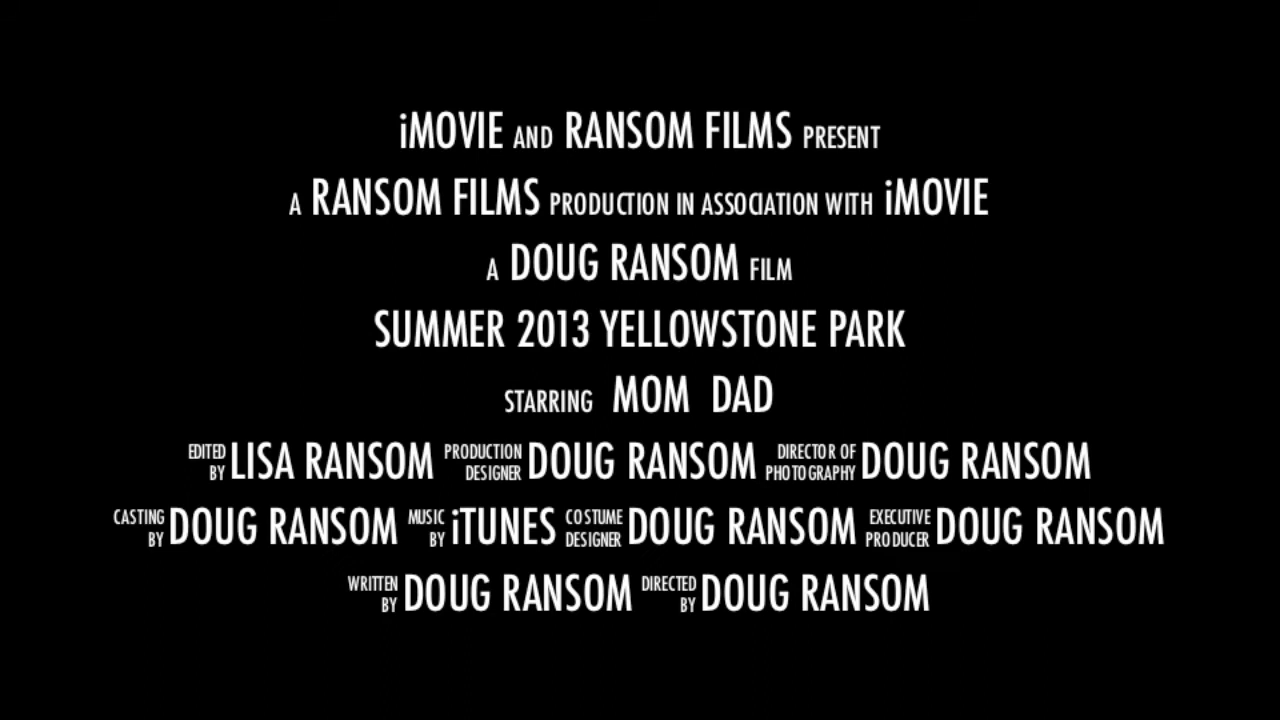 iMOVIE AND RANSOM FILMS PRESENT
A RANSOM FILMS PRODUCTION IN ASSOCIATION WITH iMOVIE
A DOUG RANSOM FILM
SUMMER 2013 YELLOWSTONE PARK
STARRING MOM DAD
EDITED BY LISA RANSOM PRODUCTION DESIGNER DOUG RANSOM DIRECTOR OF PHOTOGRAPHY DOUG RANSOM
CASTING BY DOUG RANSOM MUSIC BY iTUNES COSTUME DESIGNER DOUG RANSOM EXECUTIVE PRODUCER DOUG RANSOM
WRITTEN BY DOUG RANSOM DIRECTED BY DOUG RANSOM